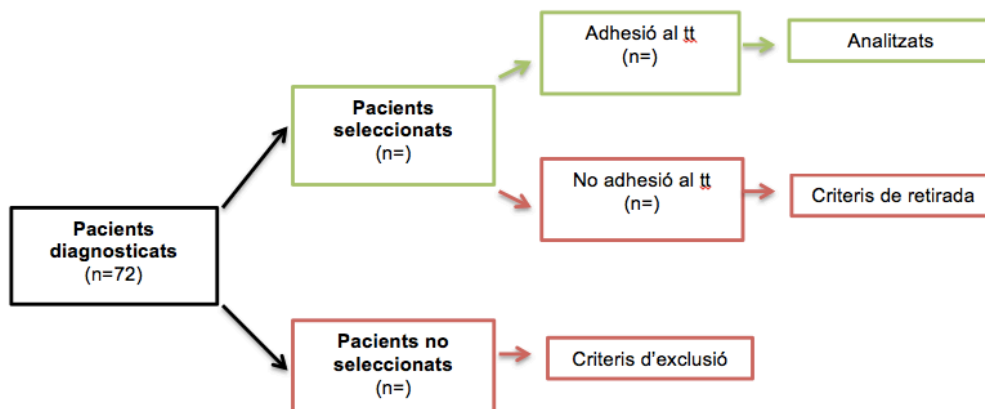 Pacients
diagnosticats
(n=72)
Pacients
seleccionats
(n=)
Adhesió al tt
(n=)
Analitzats
No adhesió al tt
(n=)
Criteris de retirada
Pacients no
seleccionats
(n=)
Criteris d'exclusió